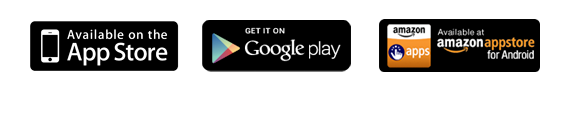 Available on the
App Store
GET IT ON
Google play
amazon
apps
Available at
amazonappstore
for Android